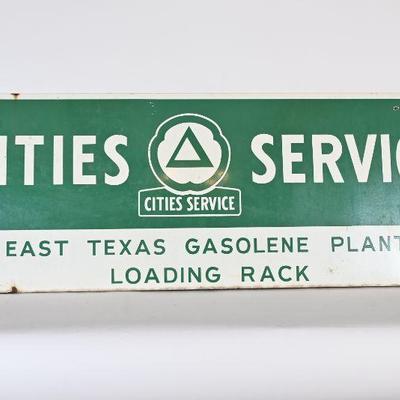 ITIES SERVIC
CITIES SERVICE
EAST TEXAS GASOLENE PLANT
LOADING RACK